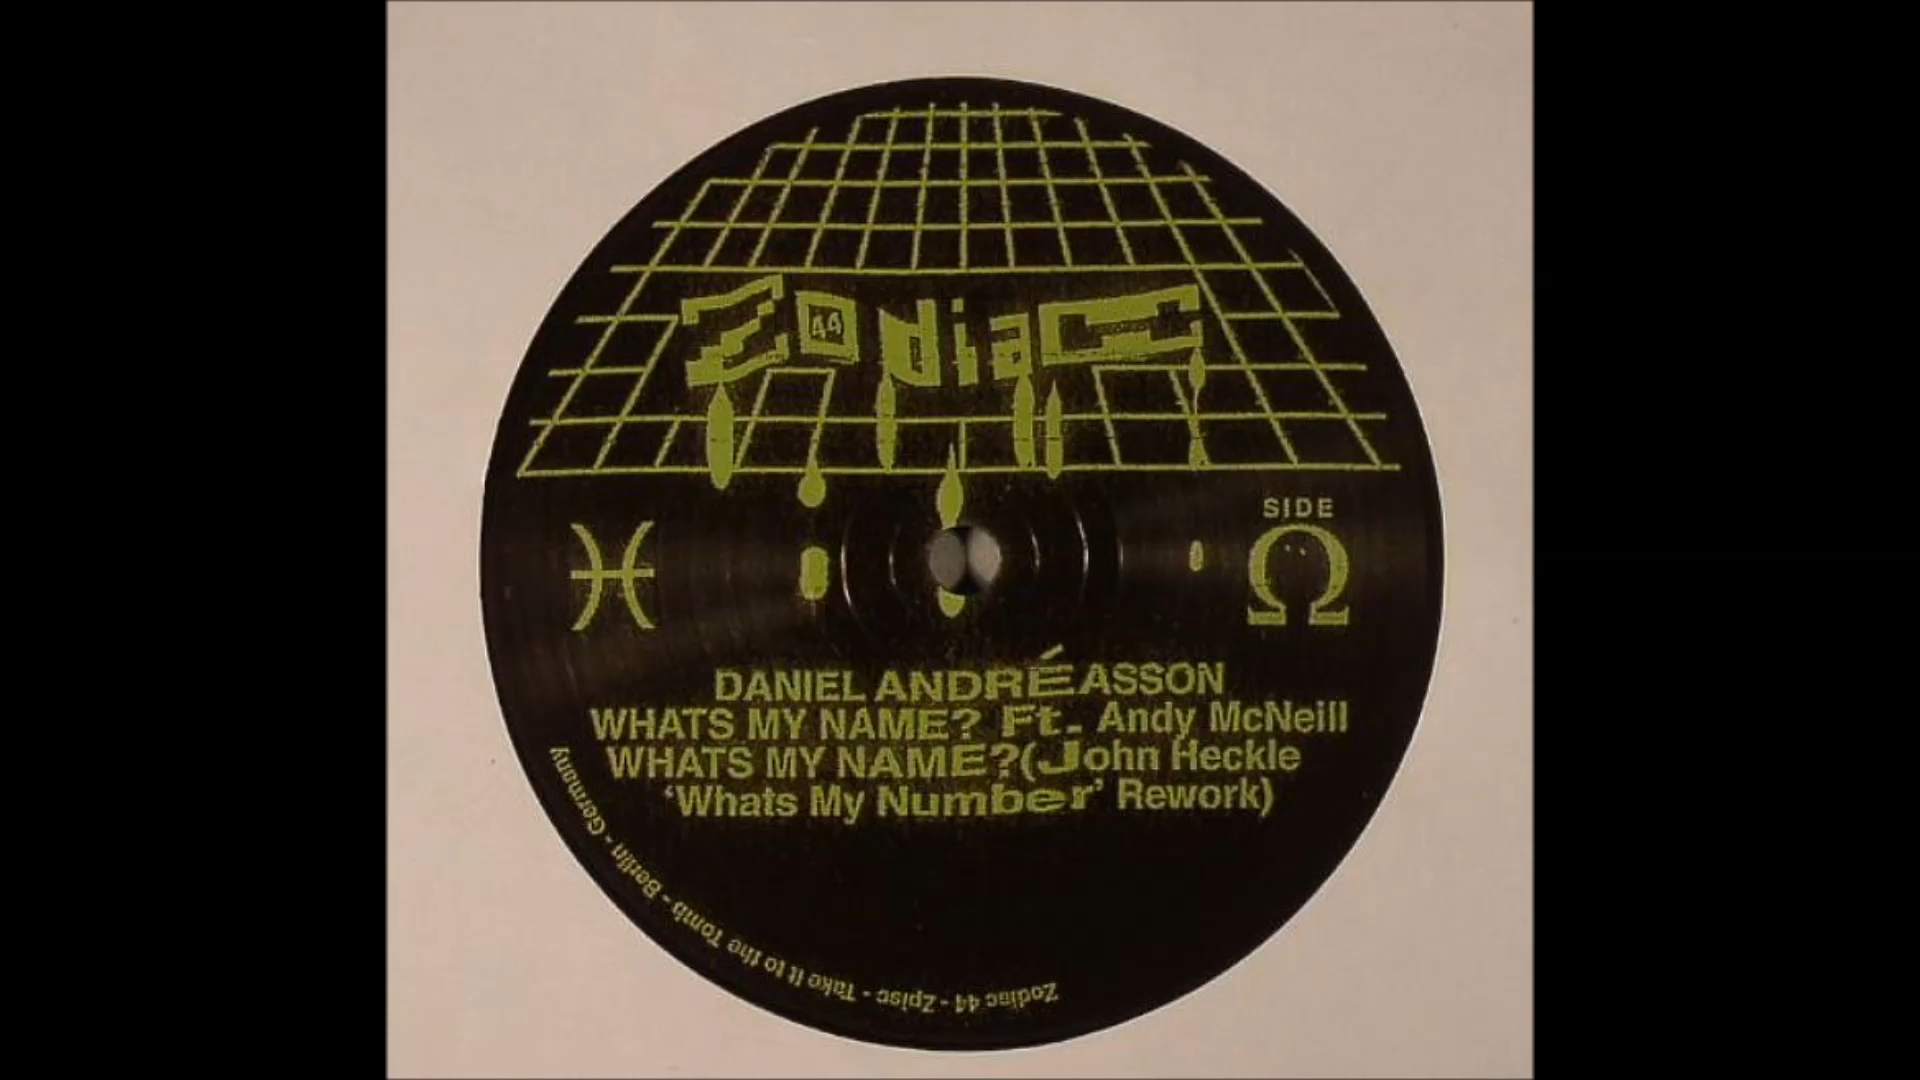 Zodiac
44
SIDE
Ω
DANIEL ANDRÉASSON
WHATS MY NAME? Ft. Andy McNeill
WHATS MY NAME?(John Heckle
‘Whats My Number’ Rework)
Zodiac 44 - Zpisc - Take It to the Tomb - Berlin - Germany